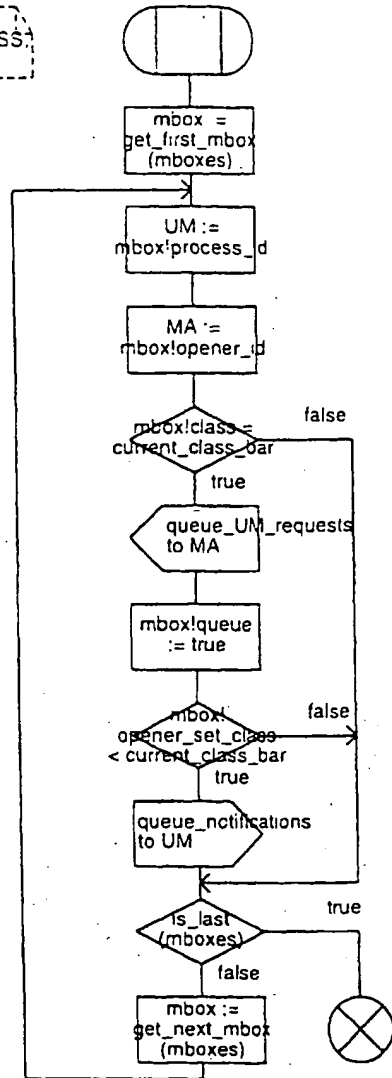 mbox =
get_first_mbox
(mboxes)
UM :=
mbox!process_id
MA :=
mbox!opener_id
mbox!class =
current_class_bar
false
true
queue_UM_requests
to MA
mbox!queue
:= true
mbox!
opener_set_class
< current_class_bar
false
true
queue_notifications
to UM
is_last
(mboxes)
true
false
mbox :=
get_next_mbox
(mboxes)